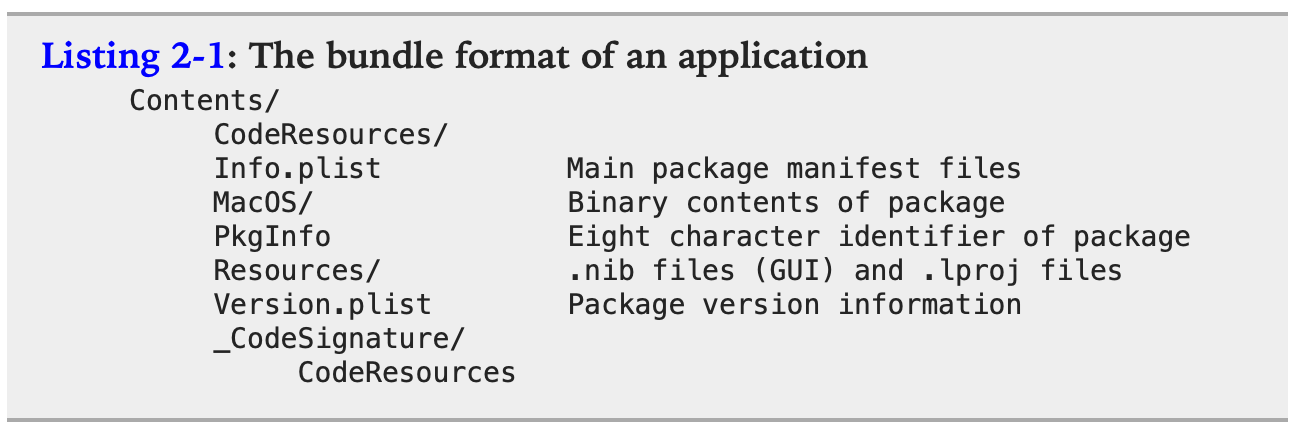 Listing 2-1: The bundle format of an application
Contents/
CodeResources/
Info.plist Main package manifest files
MacOS/ Binary contents of package
PkgInfo Eight character identifier of package
Resources/ .nib files (GUI) and .lproj files
Version.plist Package version information
_CodeSignature/
CodeResources